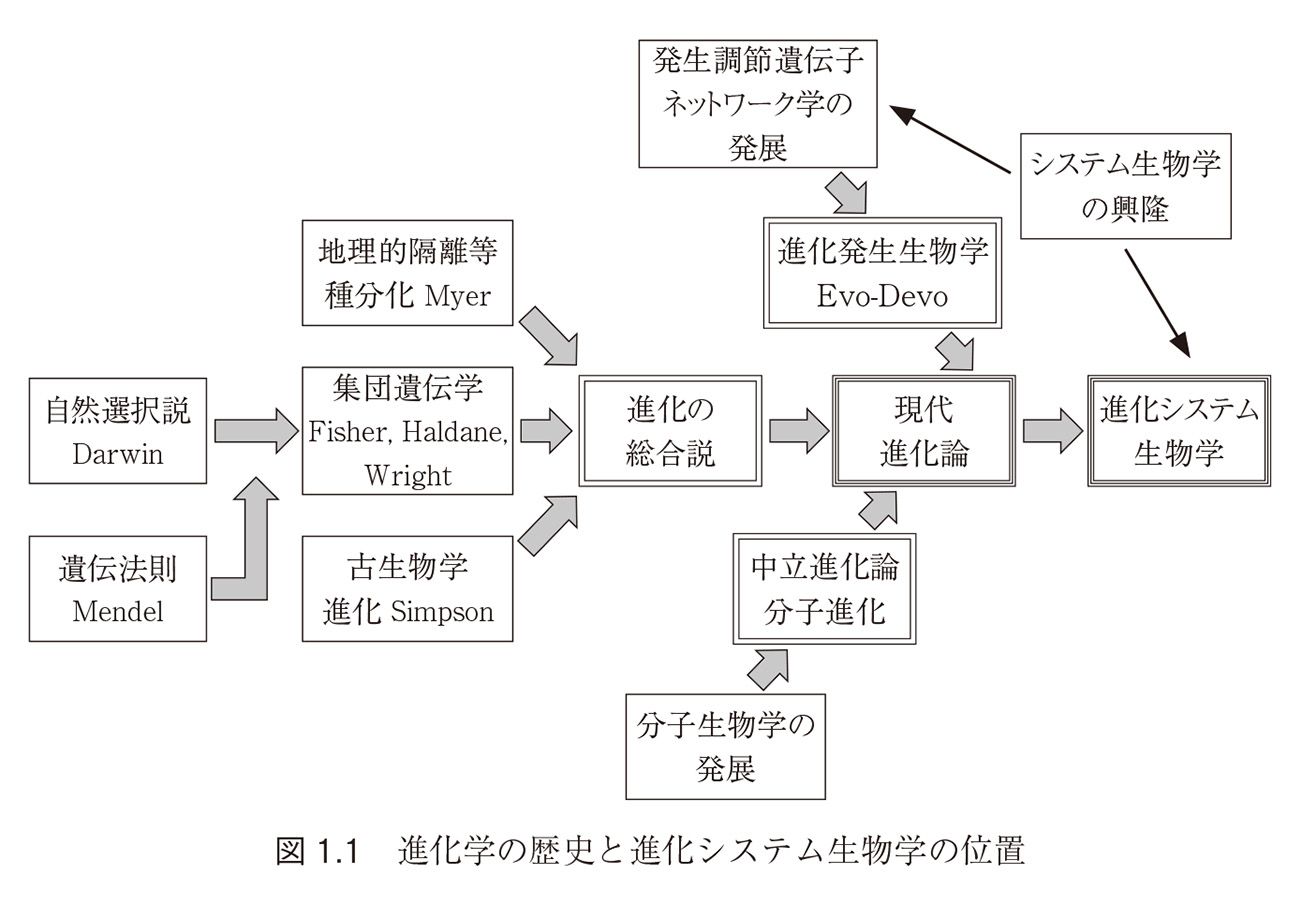 発生調節遺伝子
ネットワーク学の
発展
システム生物学
の興隆
地理的隔離等
種分化 Myer
進化発生生物学
Evo-Devo
自然選択説
Darwin
集団遺伝学
Fisher, Haldane,
Wright
進化の
総合説
現代
進化論
進化システム
生物学
遺伝法則
Mendel
古生物学
進化 Simpson
中立進化論
分子進化
分子生物学の
発展
図 1.1 進化学の歴史と進化システム生物学の位置